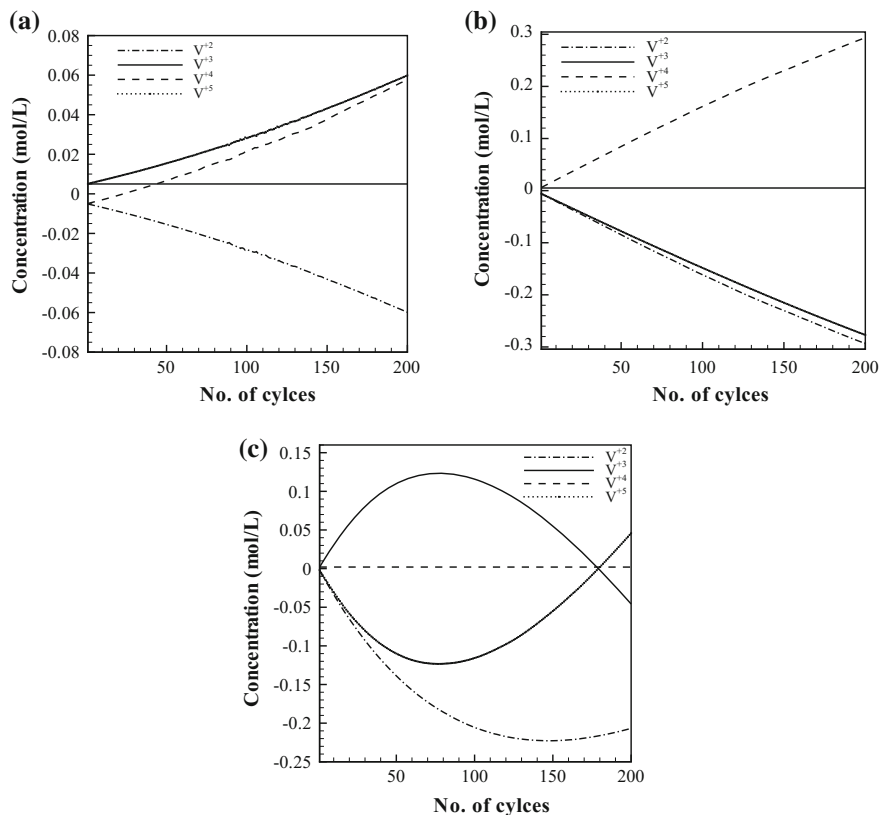 (a)
0.08
0.06
0.04
0.02
0
-0.02
-0.04
-0.06
-0.08
50
100
150
200
Concentration (mol/L)
No. of cylces
V+2
V+3
V+4
V+5
(b)
0.3
0.2
0.1
0
-0.1
-0.2
-0.3
50
100
150
200
Concentration (mol/L)
No. of cylces
V+2
V+3
V+4
V+5
(c)
0.15
0.1
0.05
0
-0.05
-0.1
-0.15
-0.2
-0.25
50
100
150
200
Concentration (mol/L)
No. of cylces
V+2
V+3
V+4
V+5